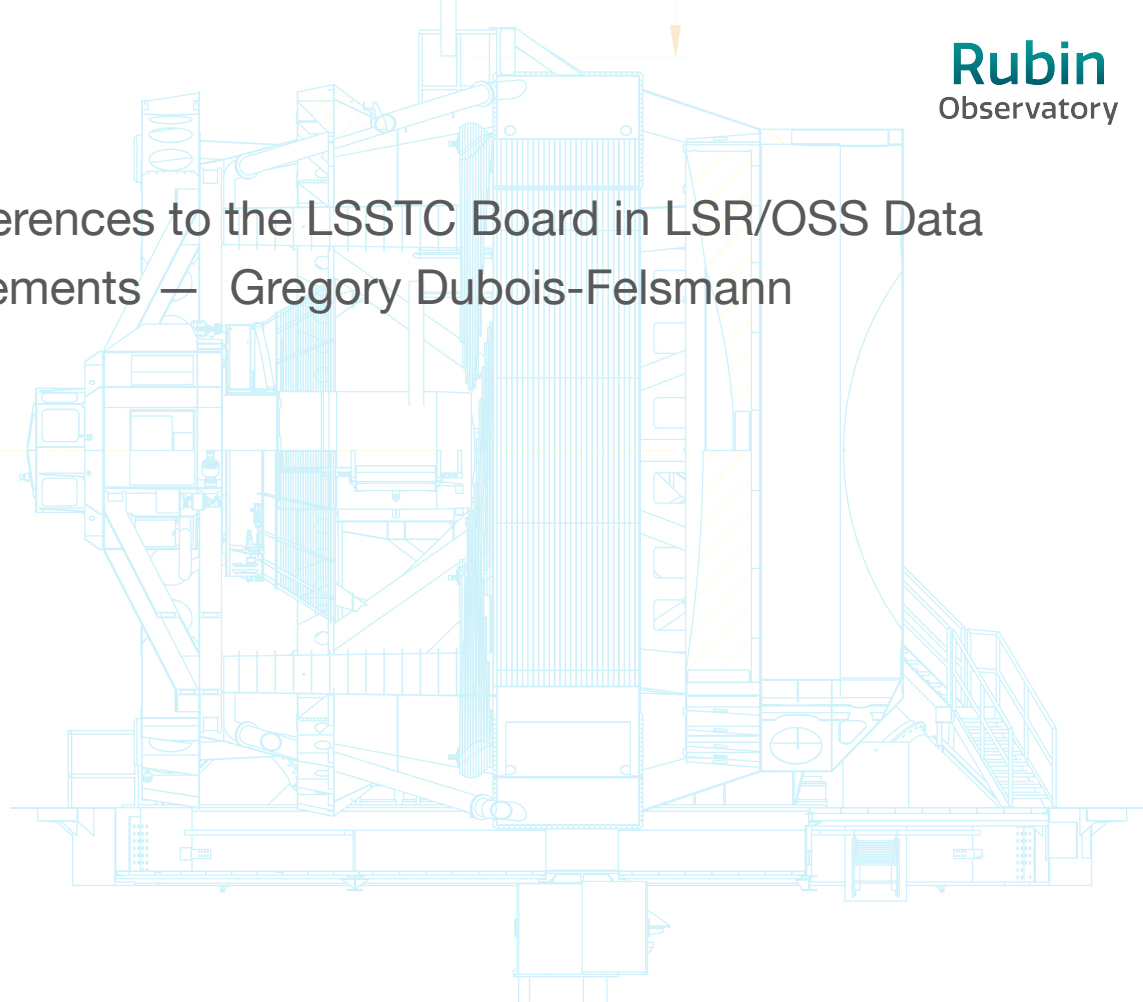 Rubin
Observatory
erences to the LSSTC Board in LSR/OSS Data
ements — Gregory Dubois-Felsmann